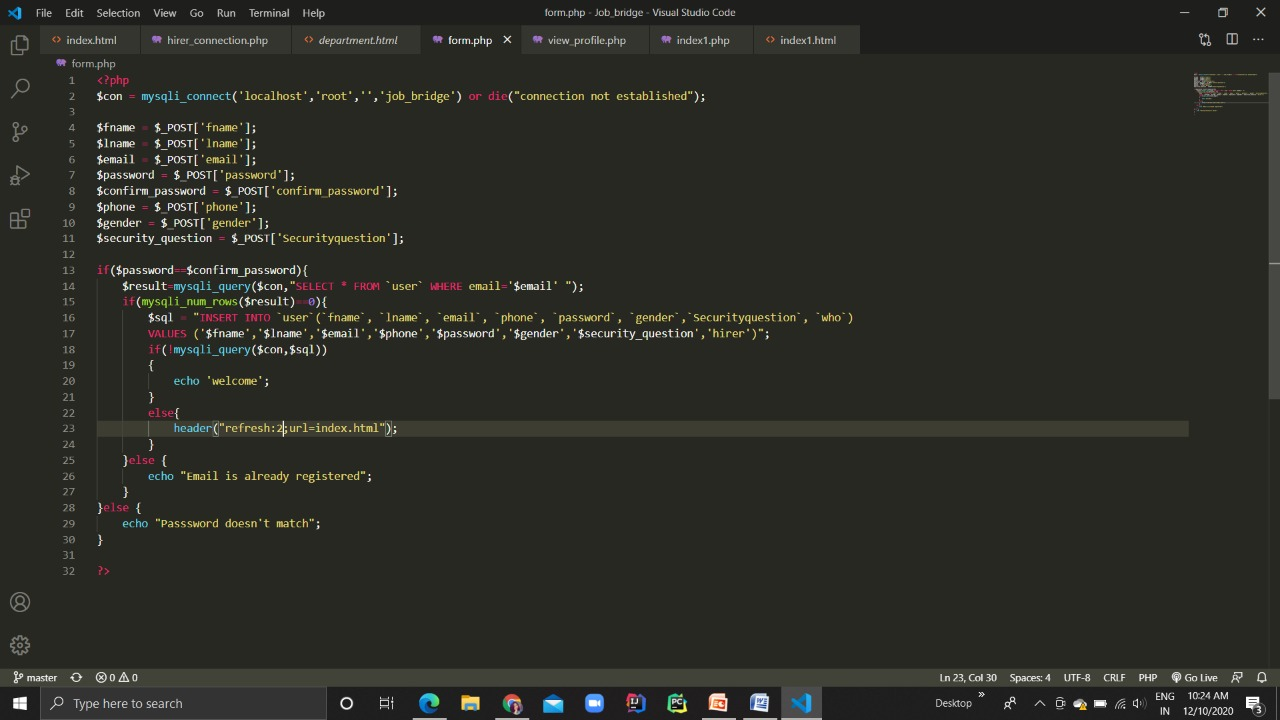 File Edit Selection View Go Run Terminal Help form.php - Job_bridge - Visual Studio Code
index.html hirer_connection.php department.html form.php view_profile.php index1.php index1.html
form.php
1 <?php
2 $con = mysqli_connect('localhost','root','','job_bridge') or die("connection not established");
3
4 $fname = $_POST['fname'];
5 $lname = $_POST['lname'];
6 $email = $_POST['email'];
7 $password = $_POST['password'];
8 $confirm_password = $_POST['confirm_password'];
9 $phone = $_POST['phone'];
10 $gender = $_POST['gender'];
11 $security_question = $_POST['Securityquestion'];
12
13 if($password==$confirm_password){
14 $result=mysqli_query($con,"SELECT * FROM `user` WHERE email='$email' ");
15 if(mysqli_num_rows($result)==0){
16 $sql = "INSERT INTO `user`(`fname`, `lname`, `email`, `phone`, `password`, `gender`,`Securityquestion`, `who`)
17 VALUES ('$fname','$lname','$email','$phone','$password','$gender','$security_question','hirer')";
18 if(!mysqli_query($con,$sql))
19 {
20 echo 'welcome';
21 }
22 else{
23 header("refresh:2;url=index.html");
24 }
25 }else {
26 echo "Email is already registered";
27 }
28 }else {
29 echo "Passsword doesn't match";
30 }
31
32 ?>
master 0 0 Ln 23, Col 30 Spaces: 4 UTF-8 CRLF PHP Go Live
Type here to search Desktop » ENG 10:24 AM
IN 12/10/2020 3